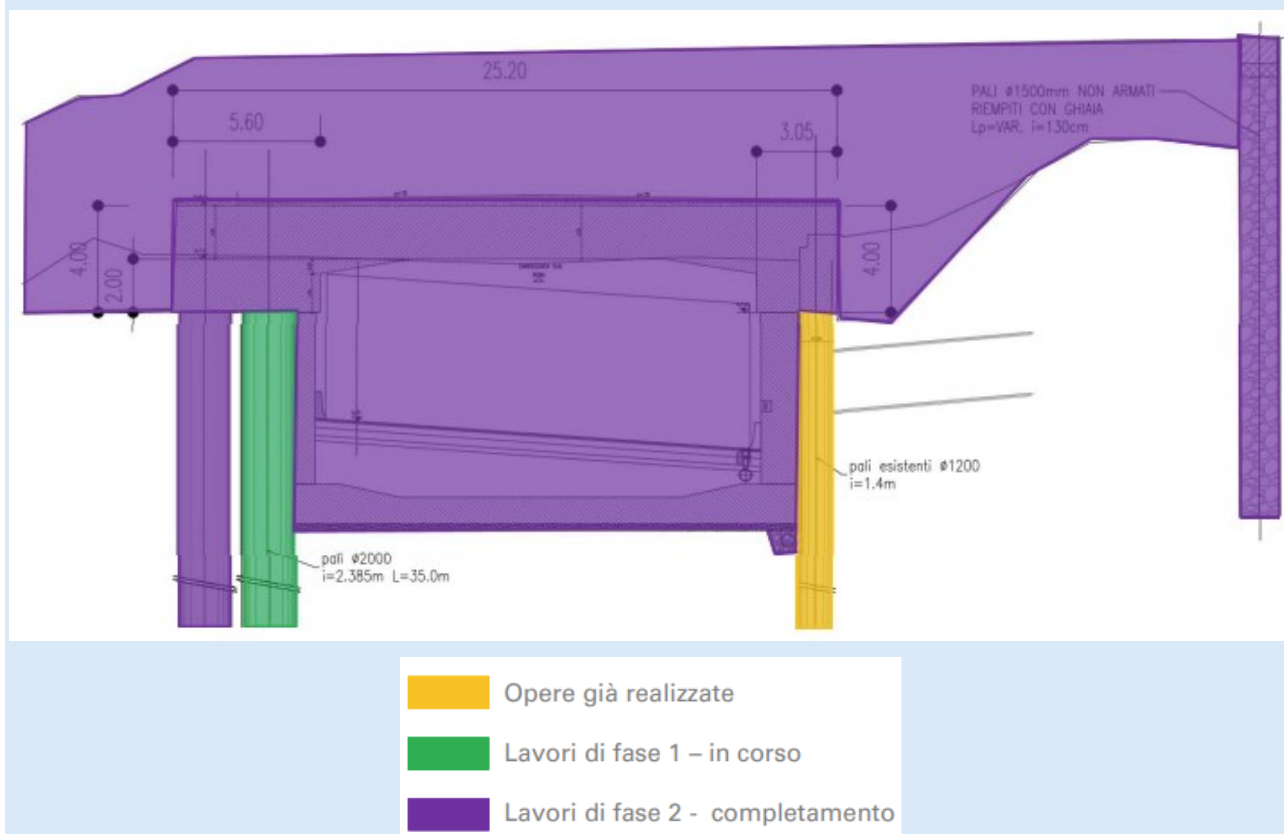 25.20
PALI ø1500mm NON ARMATI
RIEMPITI CON GHIAIA
Lp=VAR. i=130cm
5.60
3.05
4.00
2.00
4.00
pali esistenti ø1200
i=1.4m
pali ø2000
i=2.385m L=35.0m
Opere già realizzate
Lavori di fase 1 – in corso
Lavori di fase 2 - completamento